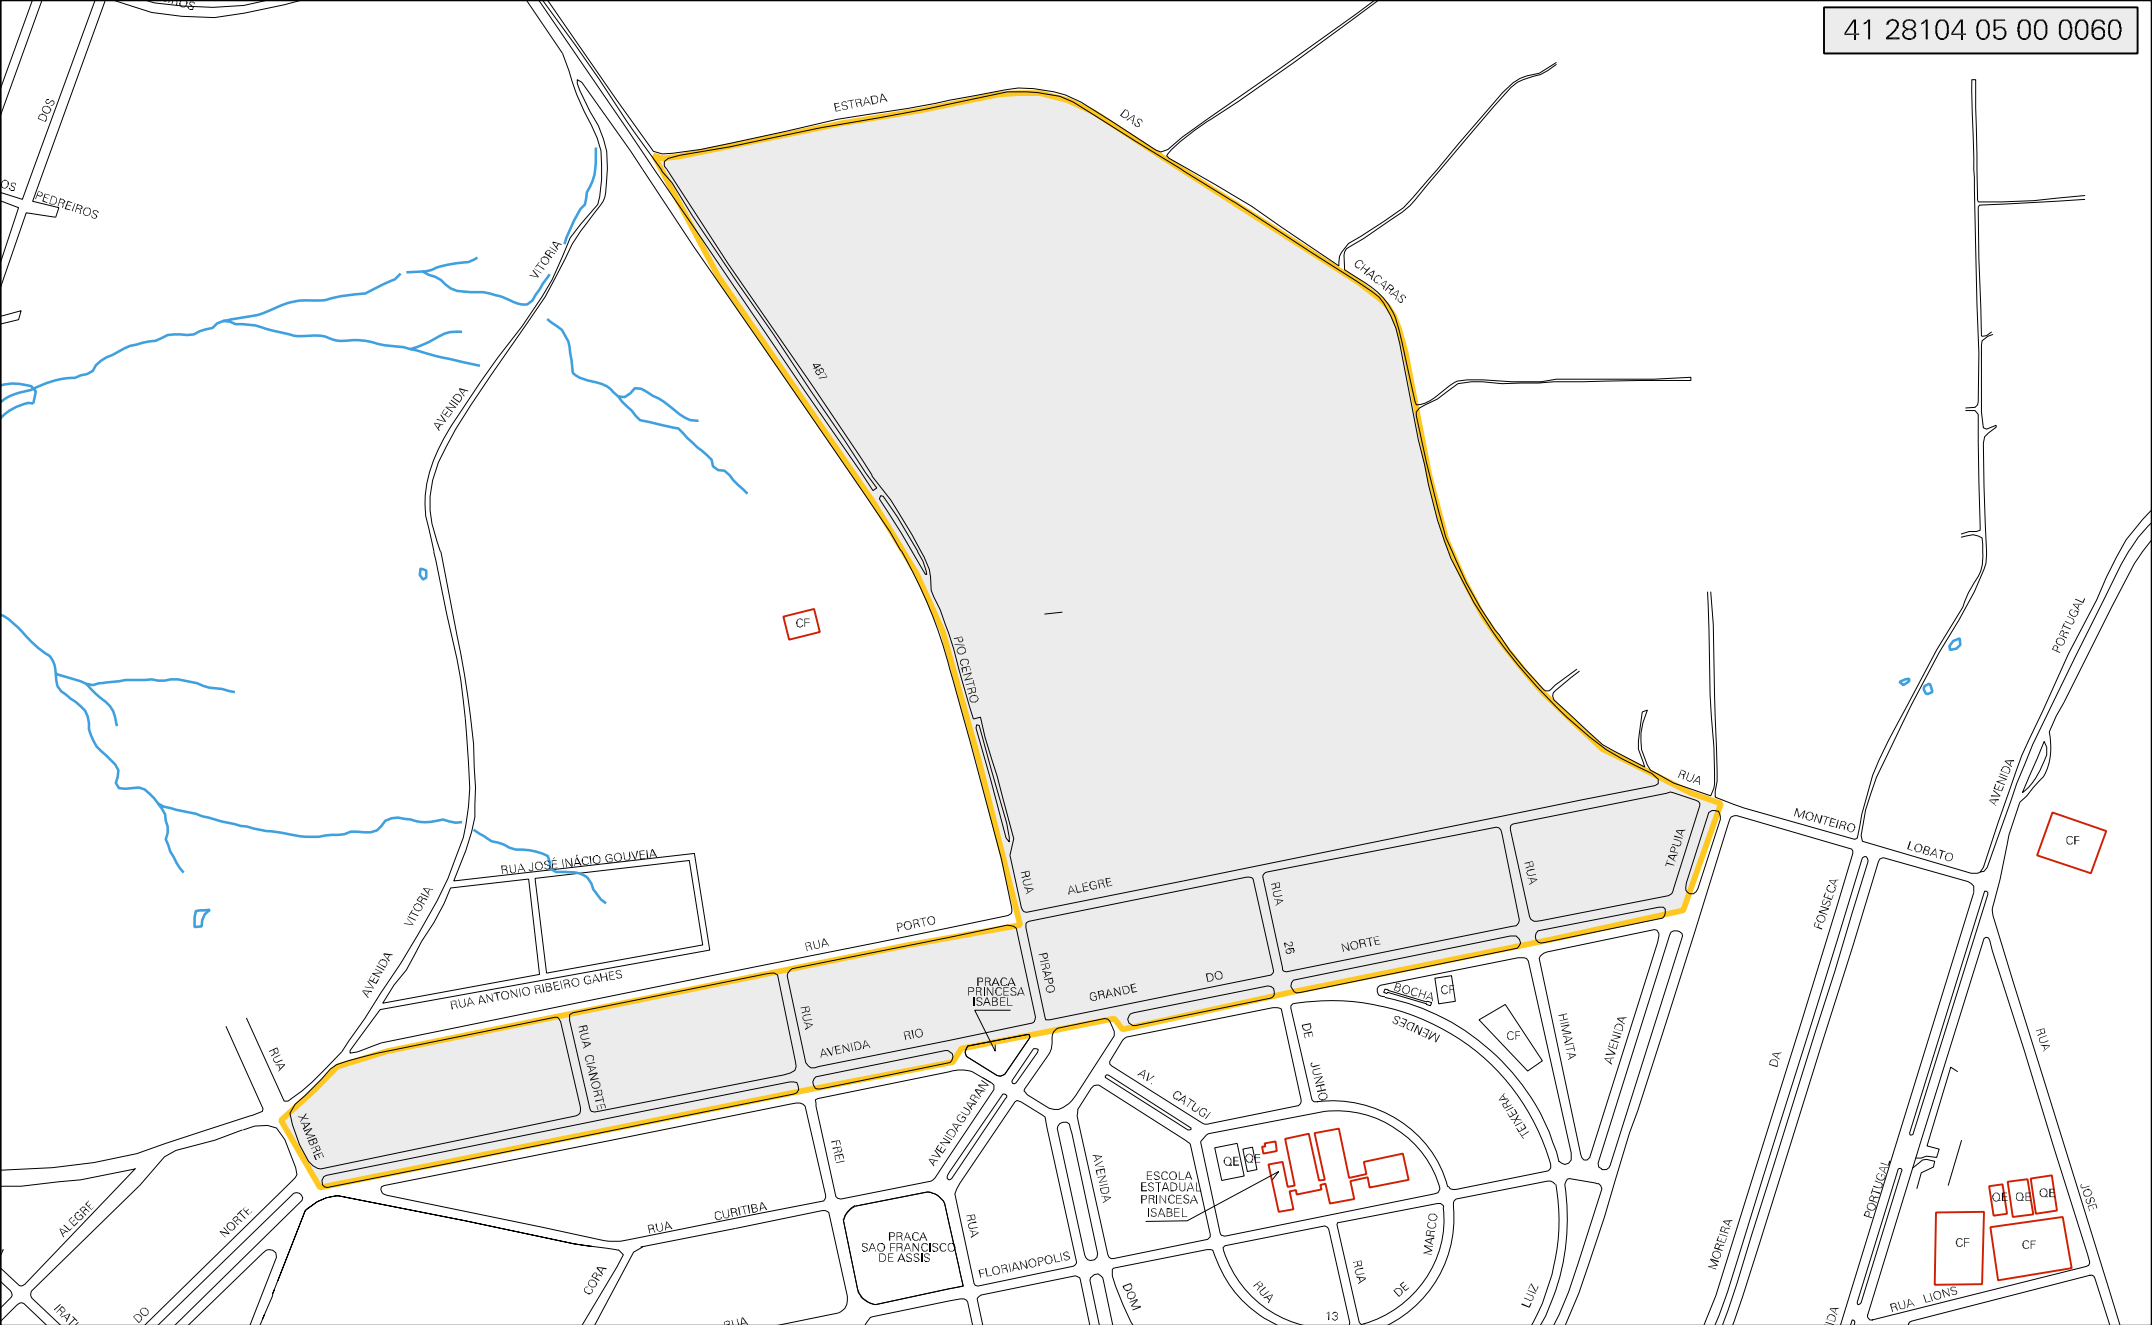 41 28104 05 00 0060
DOS
PEDREIROS
ESTRADA
DAS
CHACARAS
VITORIA
AVENIDA
487
P/O CENTRO
CF
PORTUGAL
AVENIDA
RUA
MONTEIRO
LOBATO
CF
TAPUIA
RUA JOSÉ INÁCIO GOUVEIA
RUA
ALEGRE
RUA
RUA
VITORIA
AVENIDA
RUA ANTONIO RIBEIRO GAHES
RUA
PORTO
PIRAPO
26
NORTE
DO
GRANDE
PRACA
PRINCESA
ISABEL
FONSECA
DA
MOREIRA
BOCHA
CF
MENDES
CF
HIMAITA
AVENIDA
RUA
RUA
RUA CIANORTE
RUA
AVENIDA
RIO
DE
JUNHO
AV.
CATUGI
TEIXEIRA
XAMBRE
FREI
AVENIDA GUARANI
AVENIDA
QE
QE
ESCOLA
ESTADUAL
PRINCESA
ISABEL
PORTUGAL
QE
QE
QE
JOSE
CF
CF
ALEGRE
NORTE
DO
IRATI
RUA
CURITIBA
CORA
PRACA
SAO FRANCISCO
DE ASSIS
RUA
FLORIANOPOLIS
DOM
RUA
13
RUA
DE
MARCO
LUIZ
RUA LIONS
RUA